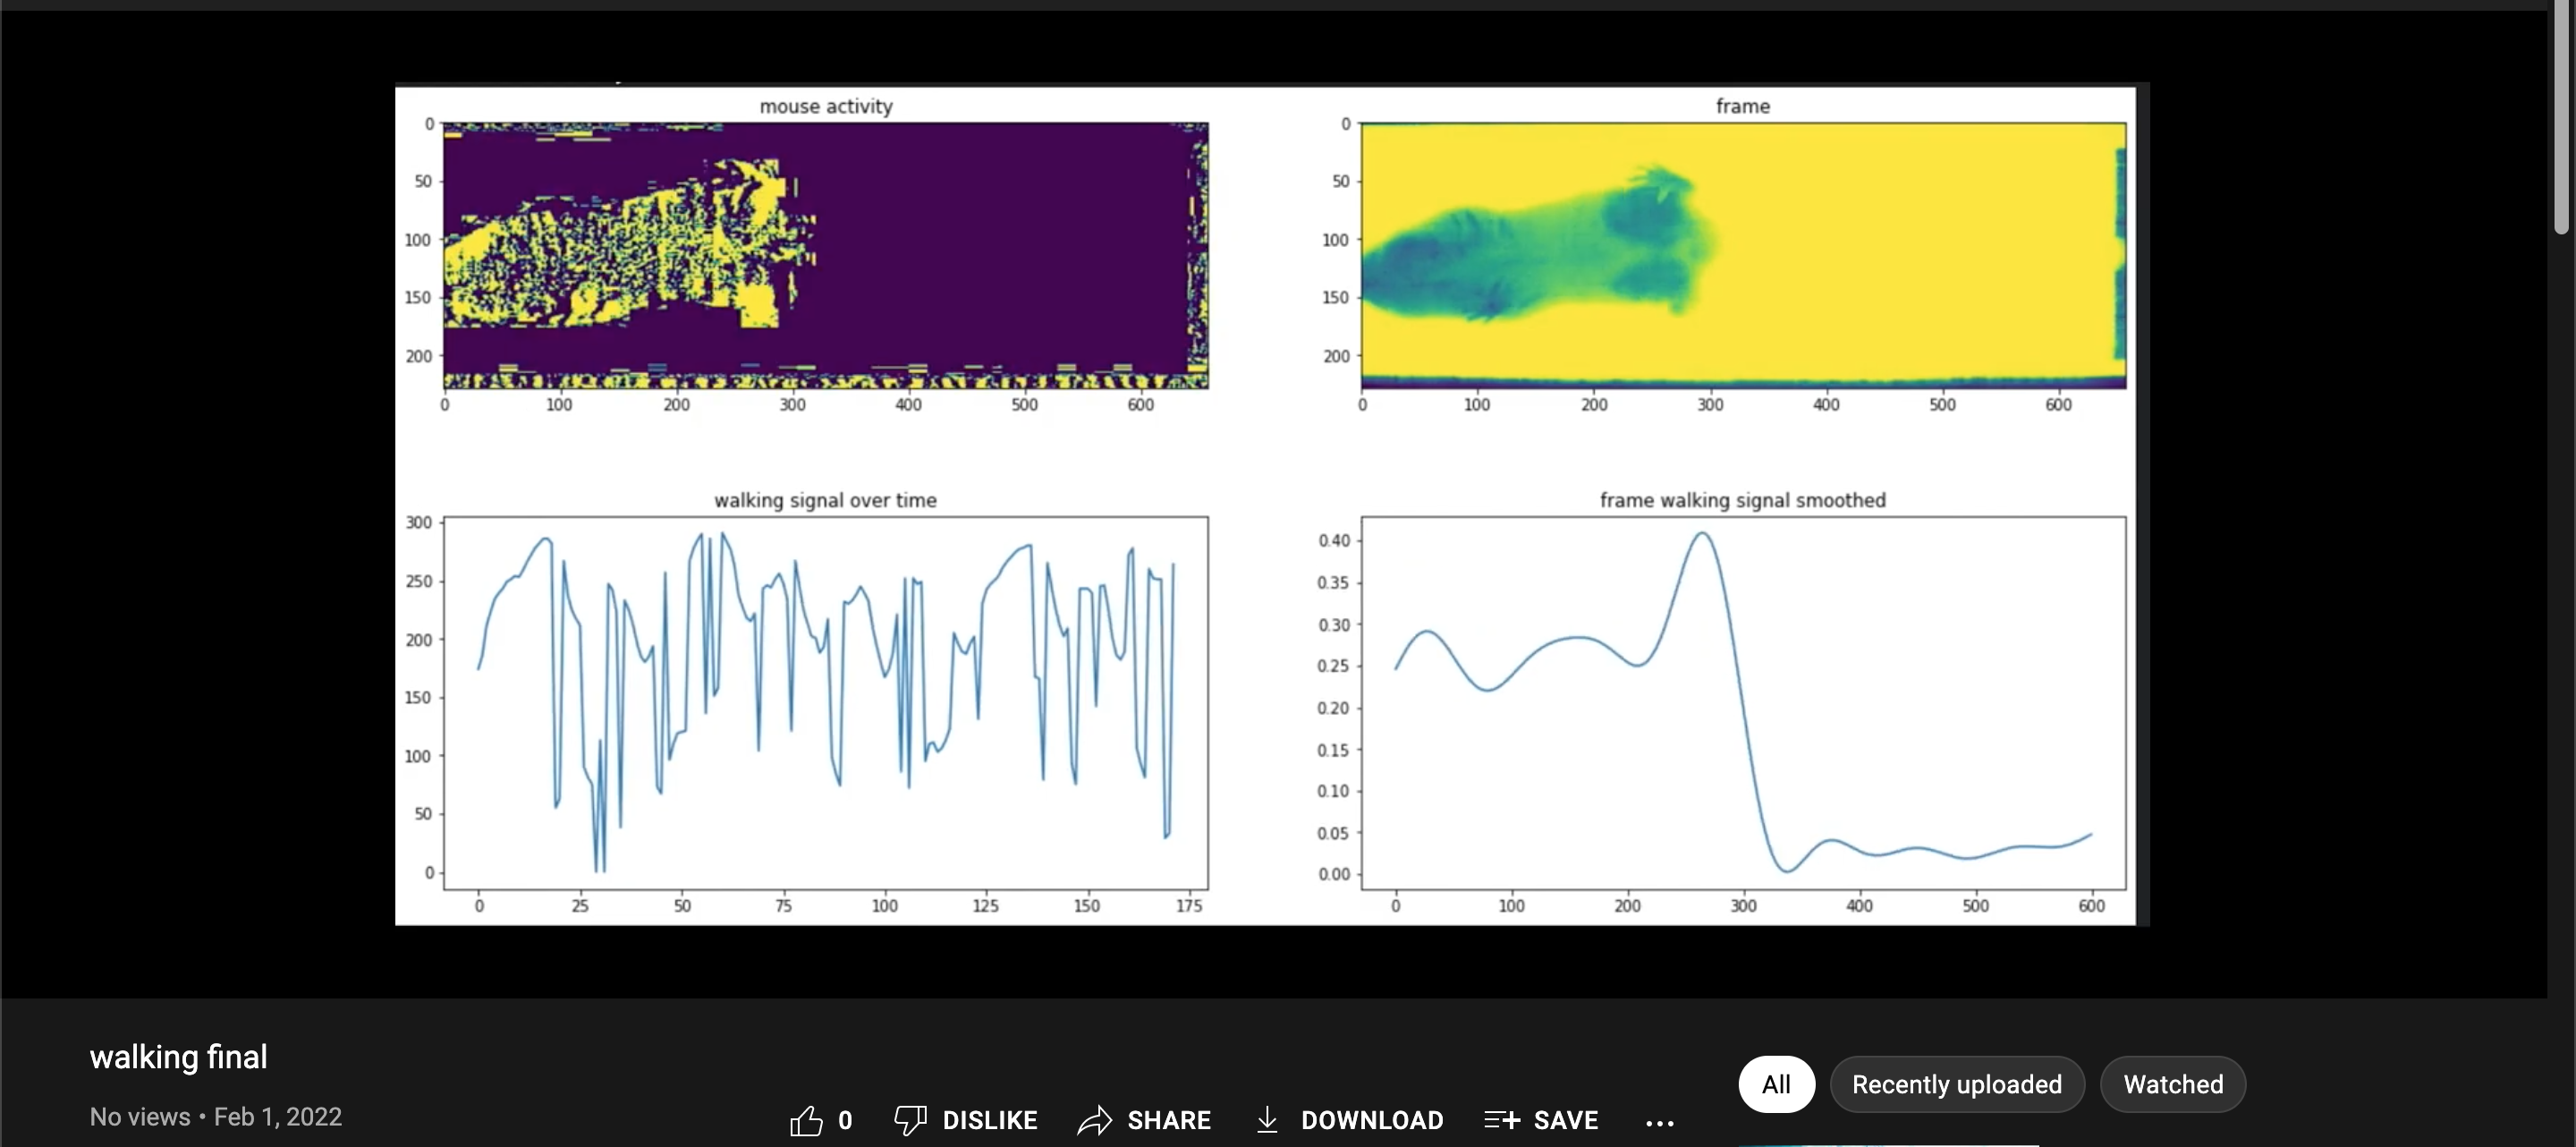 mouse activity
0
50
100
150
200
0 100 200 300 400 500 600
frame
0
50
100
150
200
0 100 200 300 400 500 600
walking signal over time
300
250
200
150
100
50
0
0 25 50 75 100 125 150 175
frame walking signal smoothed
0.40
0.35
0.30
0.25
0.20
0.15
0.10
0.05
0.00
0 100 200 300 400 500 600
walking final
No views • Feb 1, 2022
0 DISLIKE SHARE DOWNLOAD SAVE ...
All Recently uploaded Watched